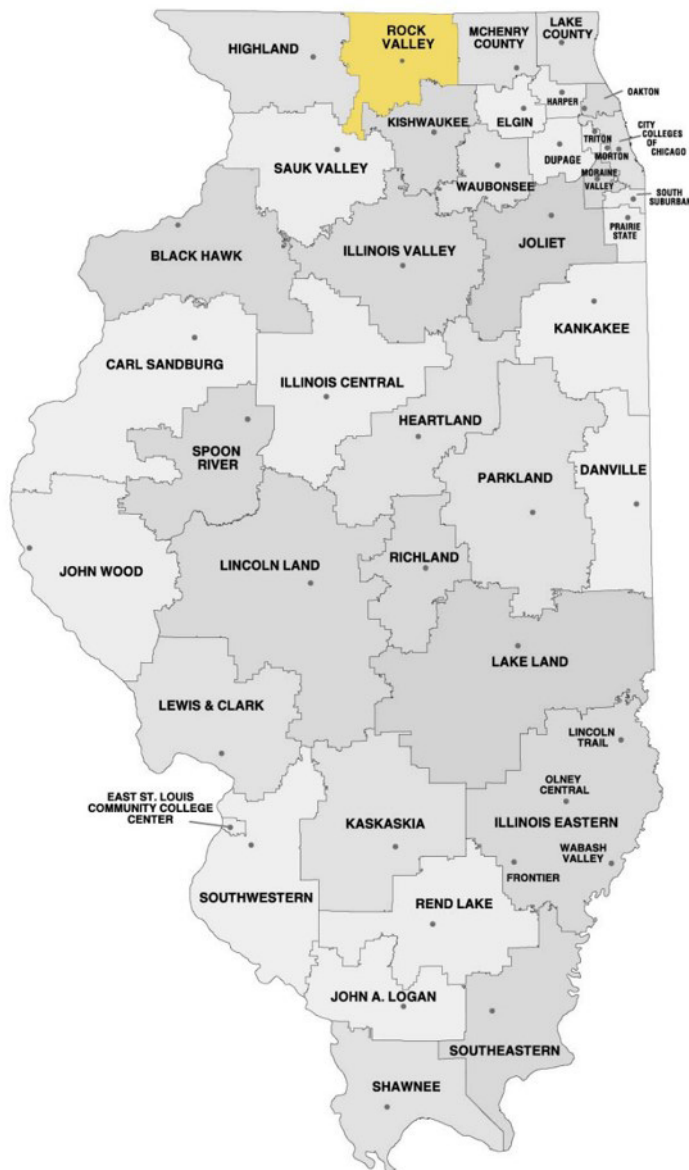 HIGHLAND
ROCK
VALLEY
MCHENRY
COUNTY
LAKE
COUNTY
OAKTON
HARPER
KISHWAUKEE
ELGIN
CITY
COLLEGES
OF
CHICAGO
TRITON
MORTON
DUPAGE
SAUK VALLEY
WAUBONSEE
MORAINE
VALLEY
SOUTH
SUBURBAN
PRAIRIE
STATE
BLACK HAWK
ILLINOIS VALLEY
JOLIET
KANKAKEE
CARL SANDBURG
ILLINOIS CENTRAL
HEARTLAND
SPOON
RIVER
PARKLAND
DANVILLE
JOHN WOOD
LINCOLN LAND
RICHLAND
LAKE LAND
LEWIS & CLARK
LINCOLN
TRAIL
OLNEY
CENTRAL
EAST ST. LOUIS
COMMUNITY COLLEGE
CENTER
KASKASKIA
ILLINOIS EASTERN
WABASH
VALLEY
FRONTIER
SOUTHWESTERN
REND LAKE
JOHN A. LOGAN
SOUTHEASTERN
SHAWNEE